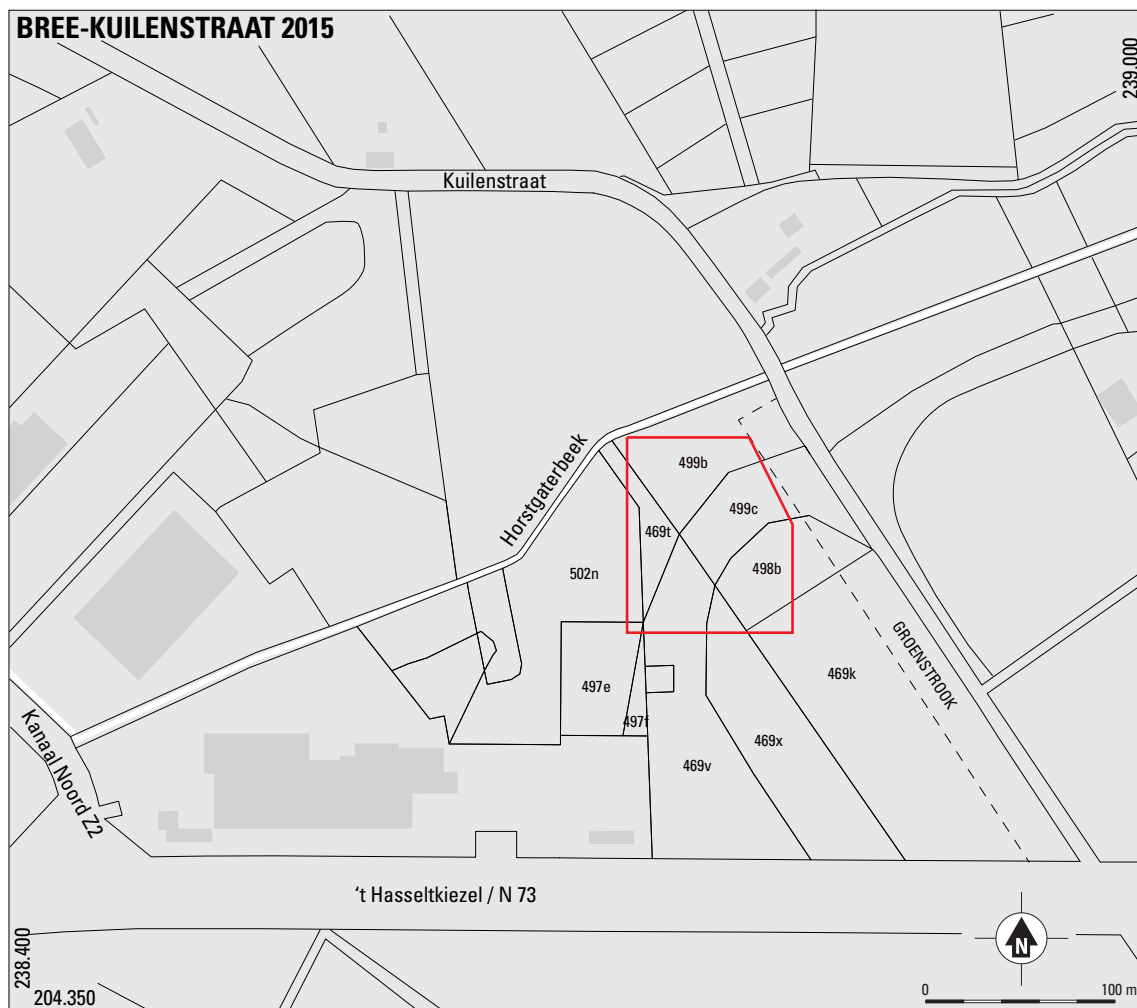 BREE-KUILENSTRAAT 2015
239.000
Kuilenstraat
Horstgaterbeek
499b
499c
469t
498b
502n
GROENSTROOK
469k
497e
497f
469x
469v
Kanaal Noord Z2
‘t Hasseltkiezel / N 73
238.400
204.350
N
0 100 m